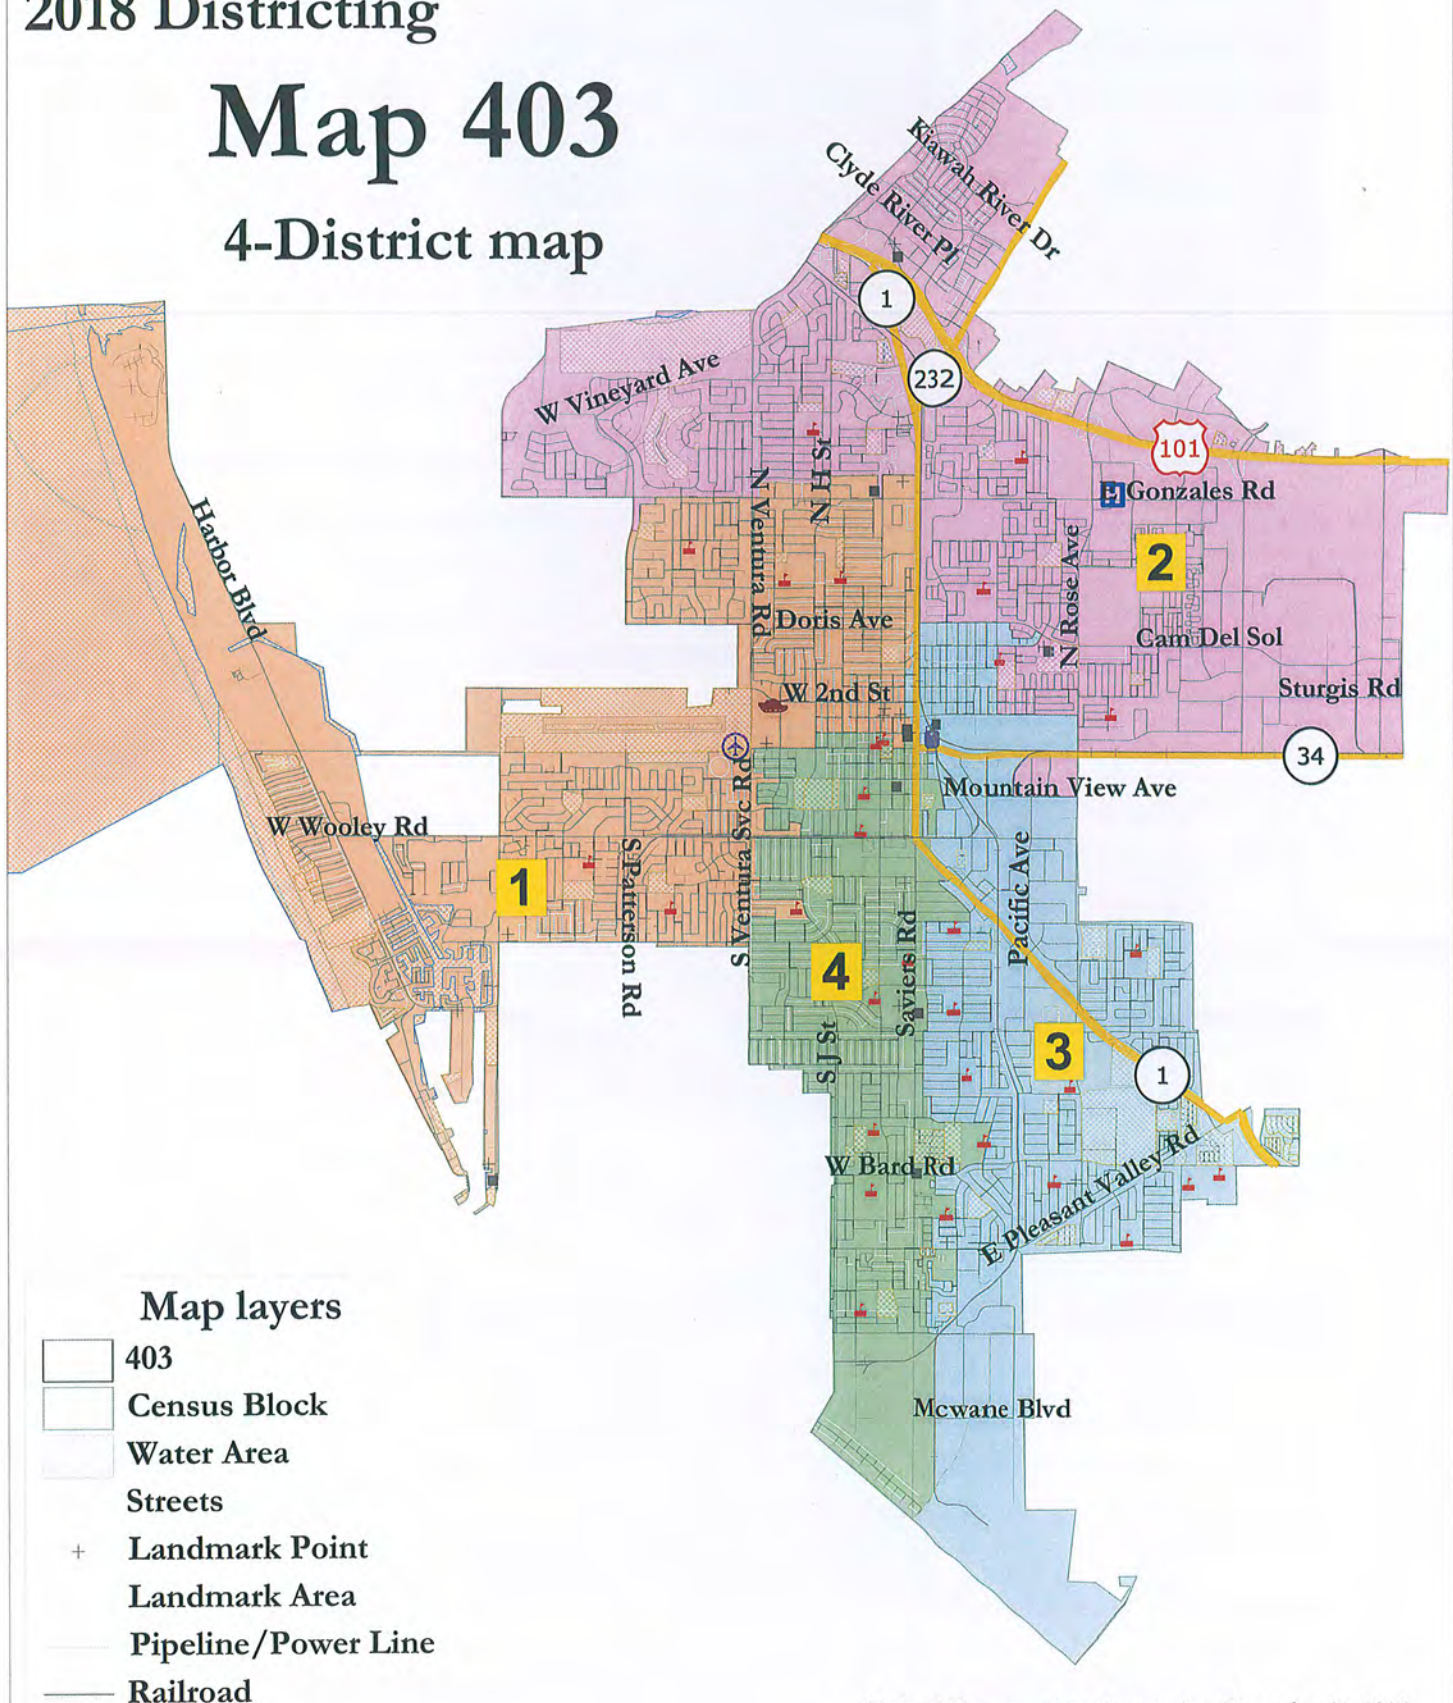 2018 Districting
Map 403
4-District map
Kiawah River Dr
Clyde River Pl
1
232
W Vineyard Ave
101
N H St
N Ventura Rd
H
E Gonzales Rd
2
N Rose Ave
Harbor Blvd
Doris Ave
Cam Del Sol
W 2nd St
Sturgis Rd
34
Mountain View Ave
W Wooley Rd
1
S Patterson Rd
S Ventura Svc Rd
Pacific Ave
Saviers Rd
4
S J St
3
1
W Bard Rd
E Pleasant Valley Rd
Mcwane Blvd
Map layers
403
Census Block
Water Area
Streets
Landmark Point
Landmark Area
Pipeline/Power Line
Railroad